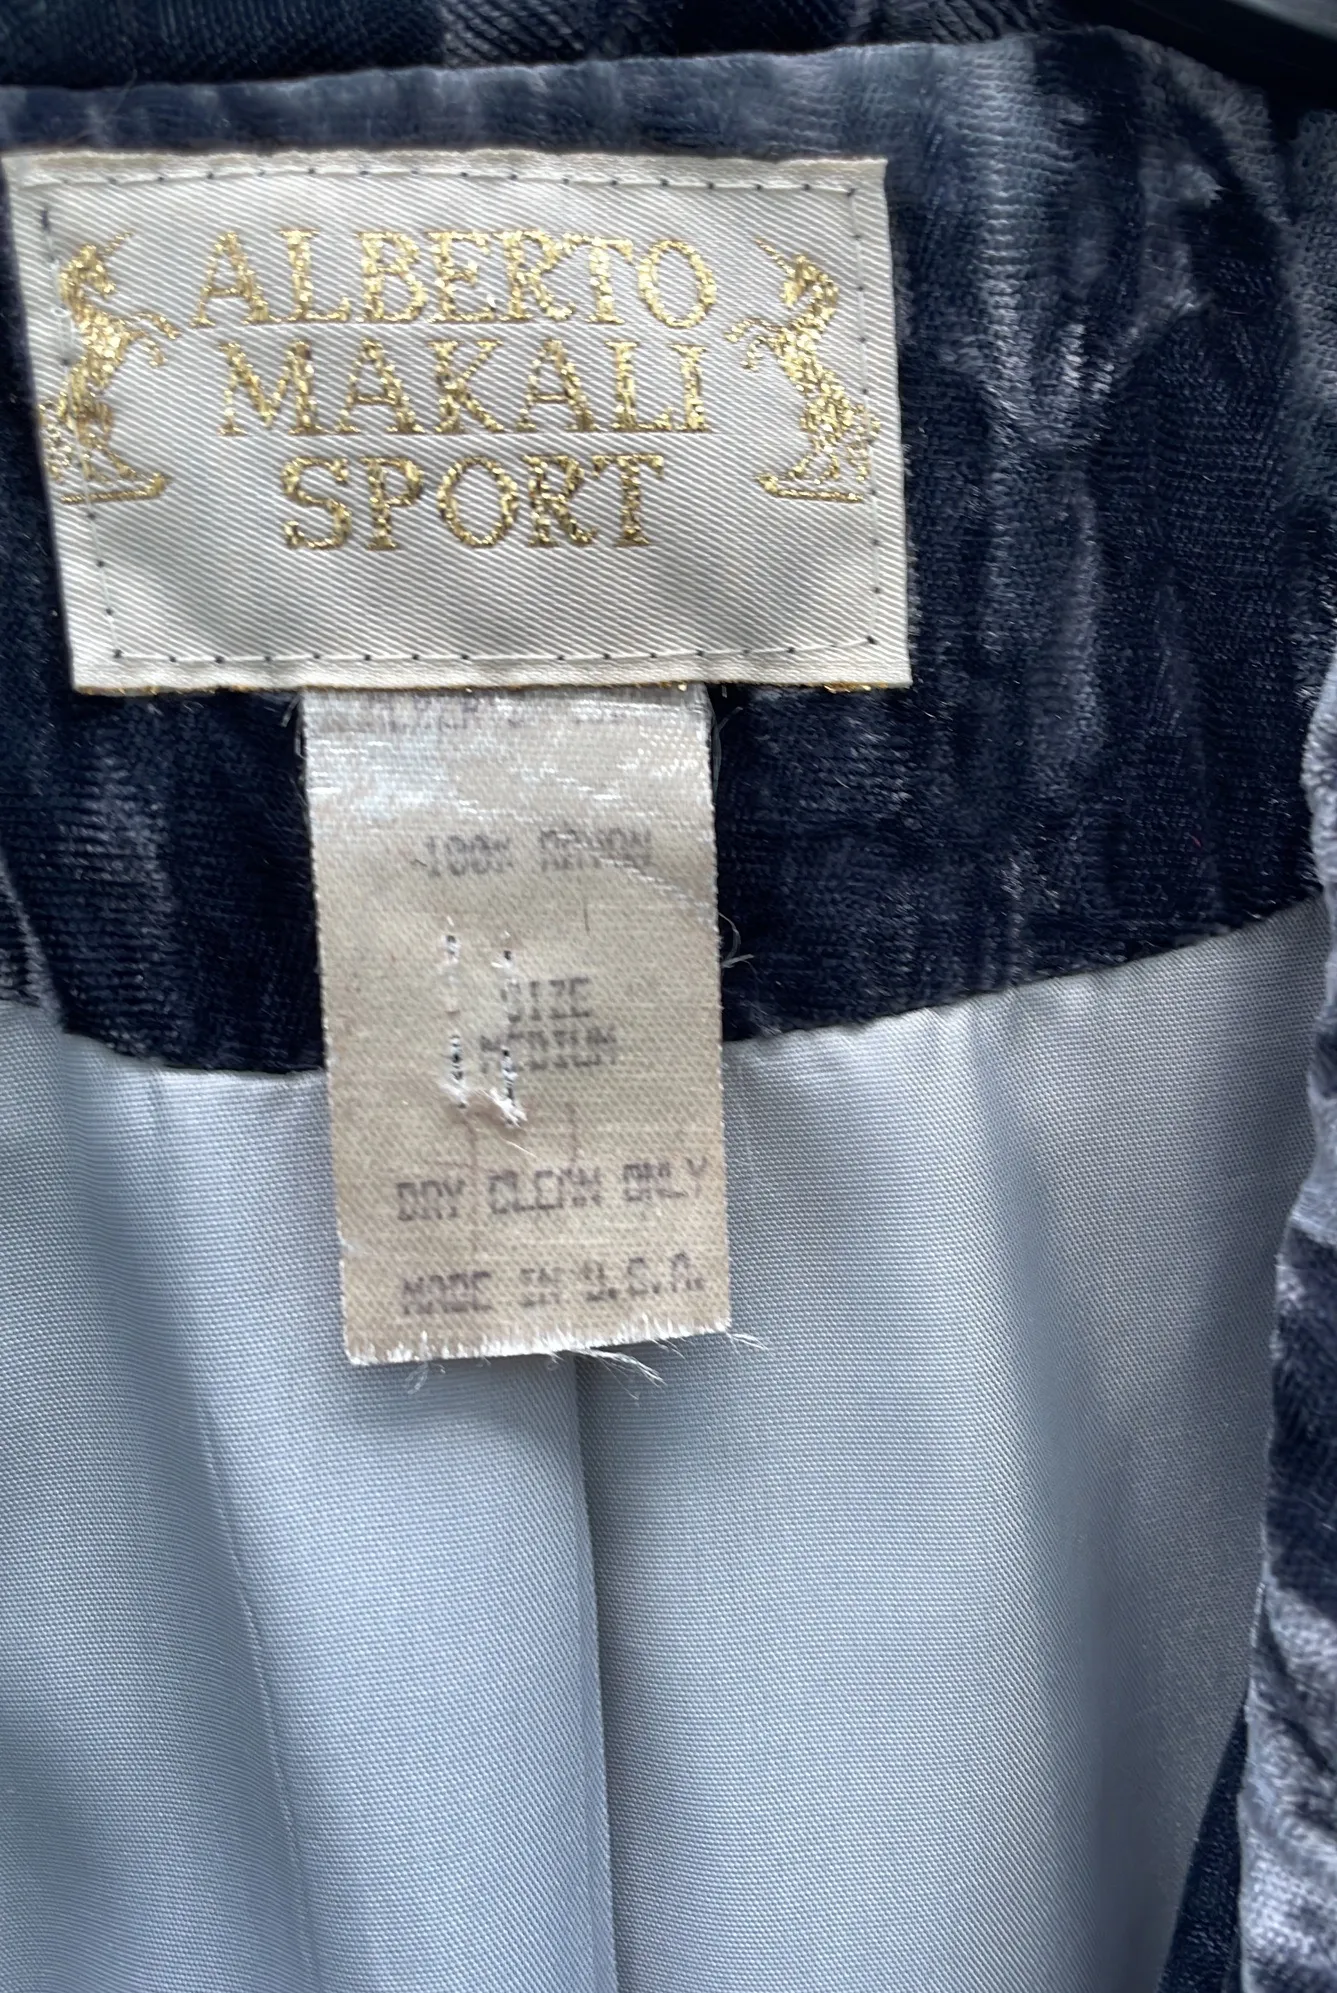 ALBERTO
MAKALI
SPORT
100% RAYON
SIZE
MEDIUM
DRY CLEAN ONLY
MADE IN U.S.A.